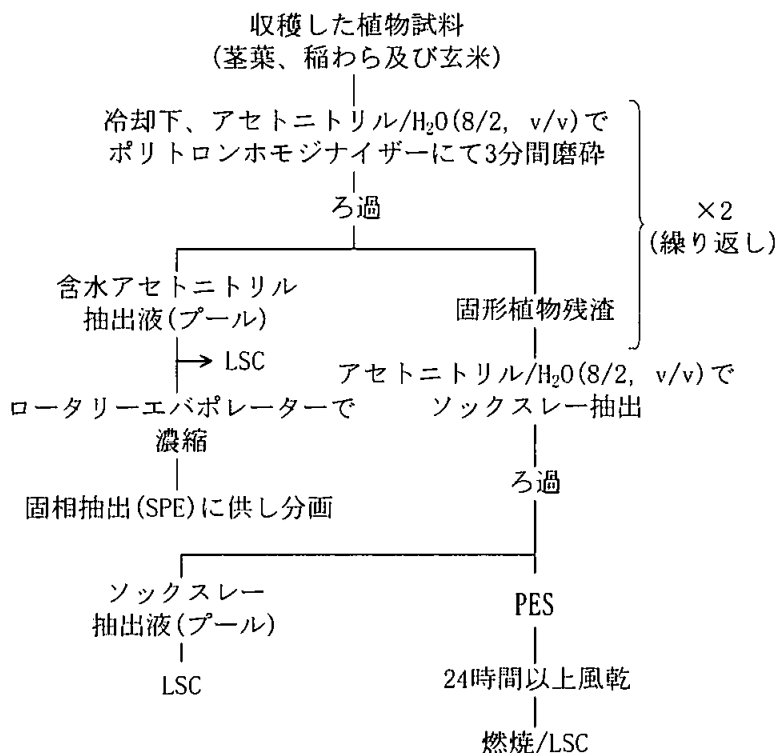 収穫した植物試料
(茎葉、稲わら及び玄米)
冷却下、アセトニトリル/H₂O(8/2, v/v)で
ポリトロンホモジナイザーにて3分間磨砕
ろ過
×2
(繰り返し)
含水アセトニトリル
抽出液(プール)
固形植物残渣
LSC
アセトニトリル/H₂O(8/2, v/v)で
ソックスレー抽出
ロータリーエバポレーターで
濃縮
ろ過
固相抽出(SPE)に供し分画
ソックスレー
抽出液(プール)
PES
LSC
24時間以上風乾
燃焼/LSC